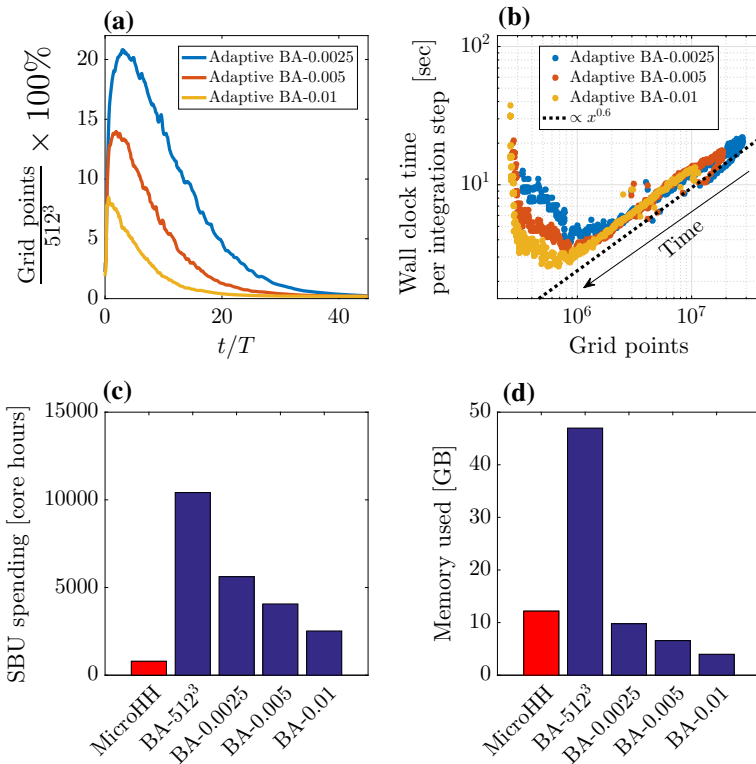 (a)
Grid points
512³ × 100%
20
15
10
5
0
0
20
40
t/T
Adaptive BA-0.0025
Adaptive BA-0.005
Adaptive BA-0.01
(b)
Wall clock time
per integration step [sec]
10²
10¹
10⁶
10⁷
Grid points
Adaptive BA-0.0025
Adaptive BA-0.005
Adaptive BA-0.01
∝ x⁰·⁶
Time
(c)
SBU spending [core hours]
15000
10000
5000
0
MicroHH
BA-512³
BA-0.0025
BA-0.005
BA-0.01
(d)
Memory used [GB]
50
40
30
20
10
0
MicroHH
BA-512³
BA-0.0025
BA-0.005
BA-0.01